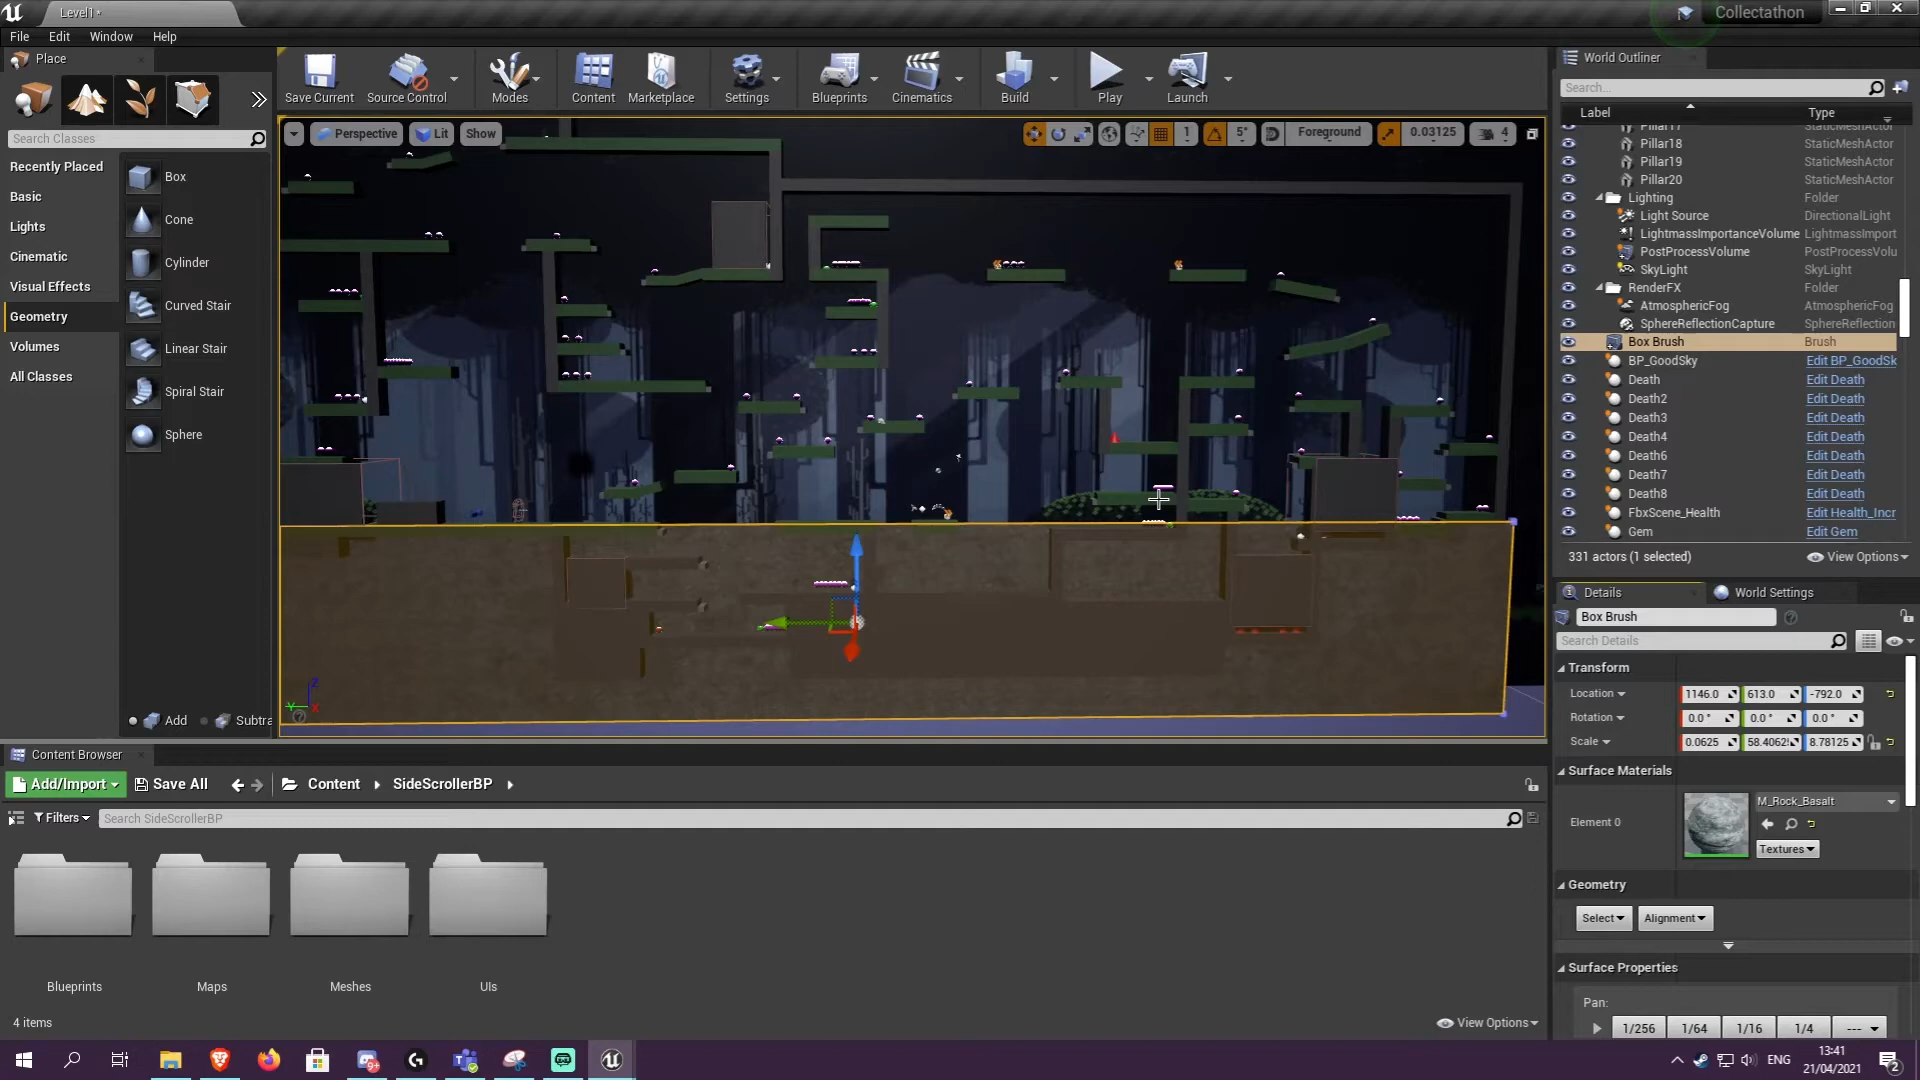 Level1*
Collectathon
File Edit Window Help
Place
Search Classes
Recently Placed
Basic
Lights
Cinematic
Visual Effects
Geometry
Volumes
All Classes
Box
Cone
Cylinder
Curved Stair
Linear Stair
Spiral Stair
Sphere
Add Subtra
Save Current Source Control Modes Content Marketplace Settings Blueprints Cinematics Build Play Launch
Perspective Lit Show 1 5° Foreground 0.03125 4
Z
Y X
World Outliner
Search...
Label Type
Pillar17 StaticMeshActor
Pillar18 StaticMeshActor
Pillar19 StaticMeshActor
Pillar20 StaticMeshActor
Lighting Folder
Light Source DirectionalLight
LightmassImportanceVolume LightmassImport
PostProcessVolume PostProcessVolu
SkyLight SkyLight
RenderFX Folder
AtmosphericFog AtmosphericFog
SphereReflectionCapture SphereReflection
Box Brush Brush
BP_GoodSky Edit BP_GoodSk
Death Edit Death
Death2 Edit Death
Death3 Edit Death
Death4 Edit Death
Death6 Edit Death
Death7 Edit Death
Death8 Edit Death
FbxScene_Health Edit Health_Incr
Gem Edit Gem
331 actors (1 selected) View Options
Details World Settings
Box Brush
Search Details
Transform
Location 1146.0 613.0 -792.0
Rotation 0.0 ° 0.0 ° 0.0 °
Scale 0.0625 58.4062 8.78125
Surface Materials
Element 0
M_Rock_Basalt
Textures
Geometry
Select Alignment
Surface Properties
Pan:
1/256 1/64 1/16 1/4 ---
Content Browser
Add/Import Save All Content SideScrollerBP
Filters Search SideScrollerBP
Blueprints Maps Meshes UIs
4 items View Options
9+
ENG 13:41
21/04/2021
2